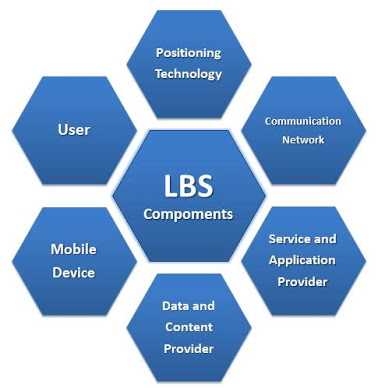 Positioning
Technology
User
Communication
Network
LBS
Compoments
Mobile
Device
Service and
Application
Provider
Data and
Content
Provider